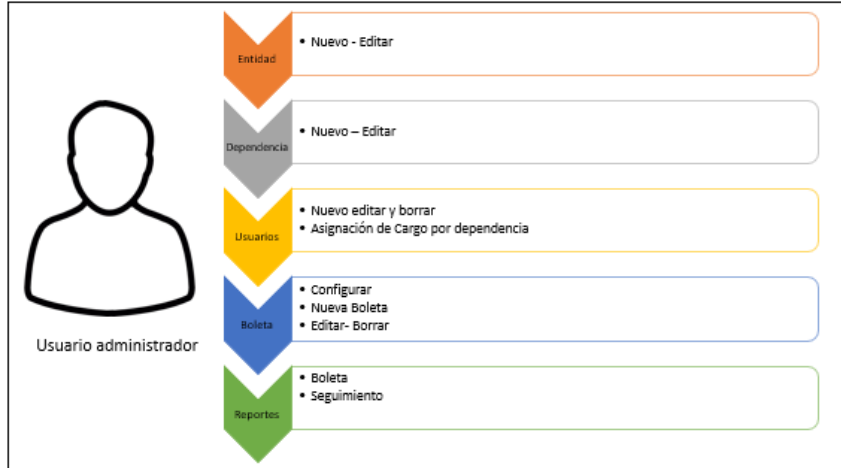 Entidad
• Nuevo - Editar
Dependencia
• Nuevo – Editar
Usuarios
• Nuevo editar y borrar
• Asignación de Cargo por dependencia
Boleta
• Configurar
• Nueva Boleta
• Editar- Borrar
Usuario administrador
Reportes
• Boleta
• Seguimiento